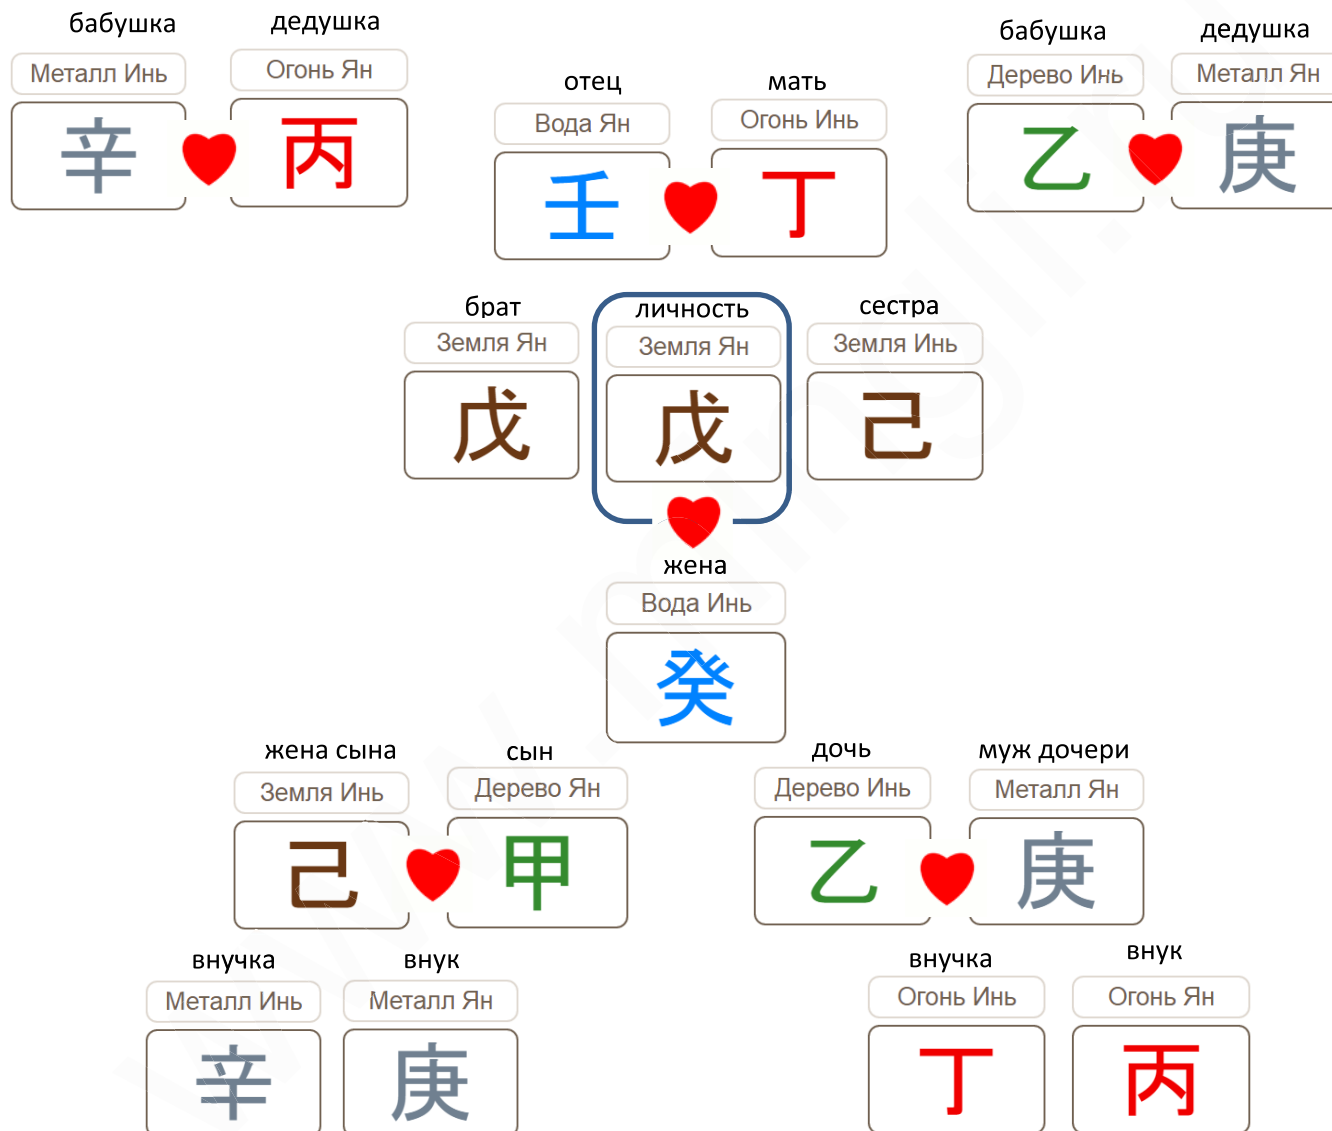 бабушка
дедушка
Металл Инь
Огонь Ян
辛
丙
отец
мать
Вода Ян
Огонь Инь
壬
丁
бабушка
дедушка
Дерево Инь
Металл Ян
乙
庚
брат
личность
сестра
Земля Ян
Земля Ян
Земля Инь
戊
戊
己
жена
Вода Инь
癸
жена сына
сын
Земля Инь
Дерево Ян
己
甲
дочь
муж дочери
Дерево Инь
Металл Ян
乙
庚
внучка
внук
Металл Инь
Металл Ян
辛
庚
внучка
внук
Огонь Инь
Огонь Ян
丁
丙